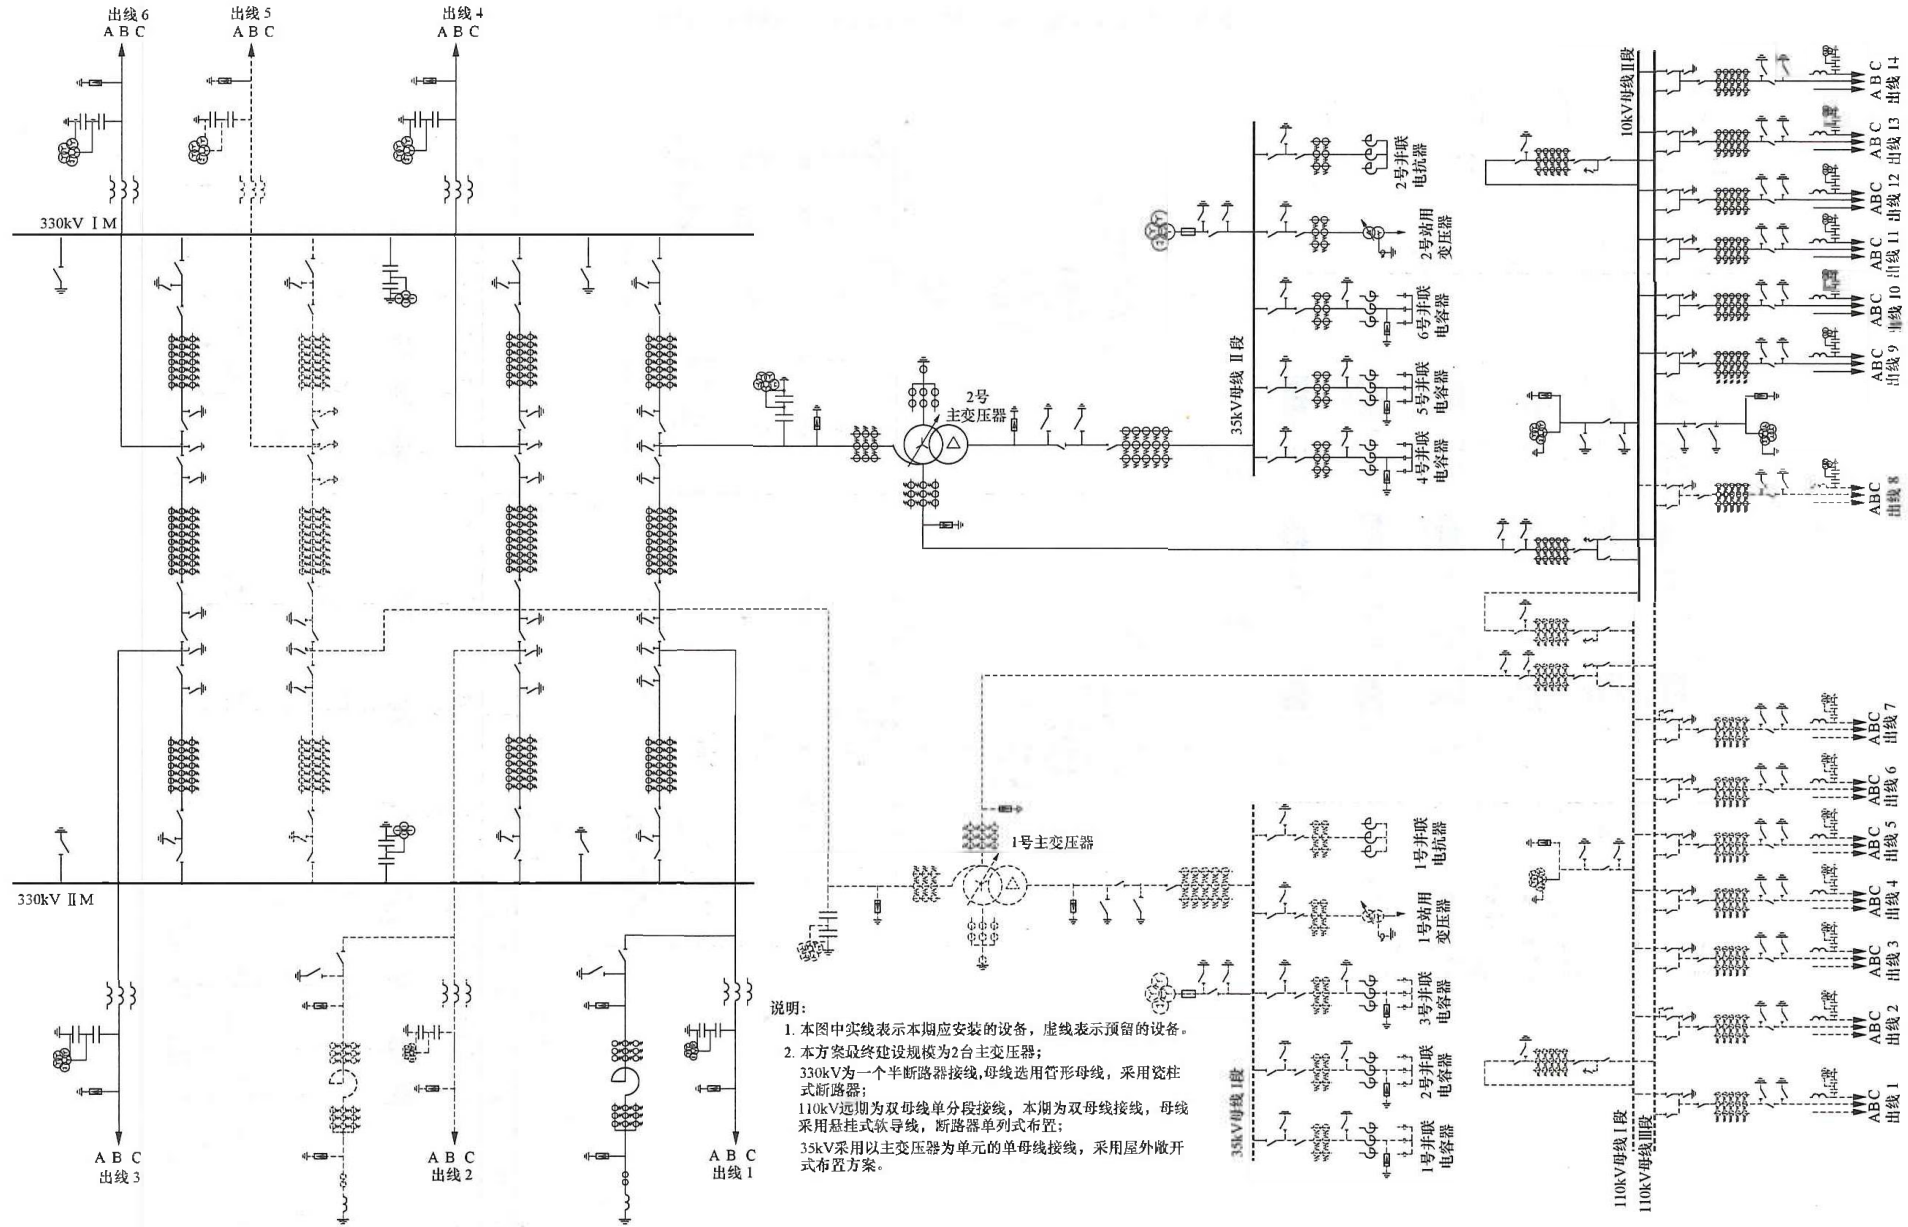 出线6
A B C
出线5
A B C
出线4
A B C
330kV ⅠM
330kV ⅡM
A B C
出线3
A B C
出线2
A B C
出线1
2号
主变压器
1号主变压器
35kV母线 Ⅱ段
2号并联
电抗器
2号站用
变压器
6号并联
电容器
5号并联
电容器
4号并联
电容器
35kV母线 Ⅰ段
1号并联
电抗器
1号站用
变压器
3号并联
电容器
2号并联
电容器
1号并联
电容器
10kV母线Ⅱ段
110kV母线Ⅰ段
110kV母线Ⅲ段
A B C
出线 14
A B C
出线 13
ABC
出线 12
ABC
出线 11
ABC
出线 10
ABC
出线 9
ABC
出线 8
ABC
出线 7
ABC
出线 6
ABC
出线 5
ABC
出线 4
ABC
出线 3
ABC
出线 2
ABC
出线 1
说明：
1. 本图中实线表示本期应安装的设备，虚线表示预留的设备。
2. 本方案最终建设规模为2台主变压器；
330kV为一个半断路器接线,母线选用管形母线，采用瓷柱
式断路器；
110kV远期为双母线单分段接线，本期为双母线接线，母线
采用悬挂式软导线，断路器单列式布置；
35kV采用以主变压器为单元的单母线接线，采用屋外敞开
式布置方案。